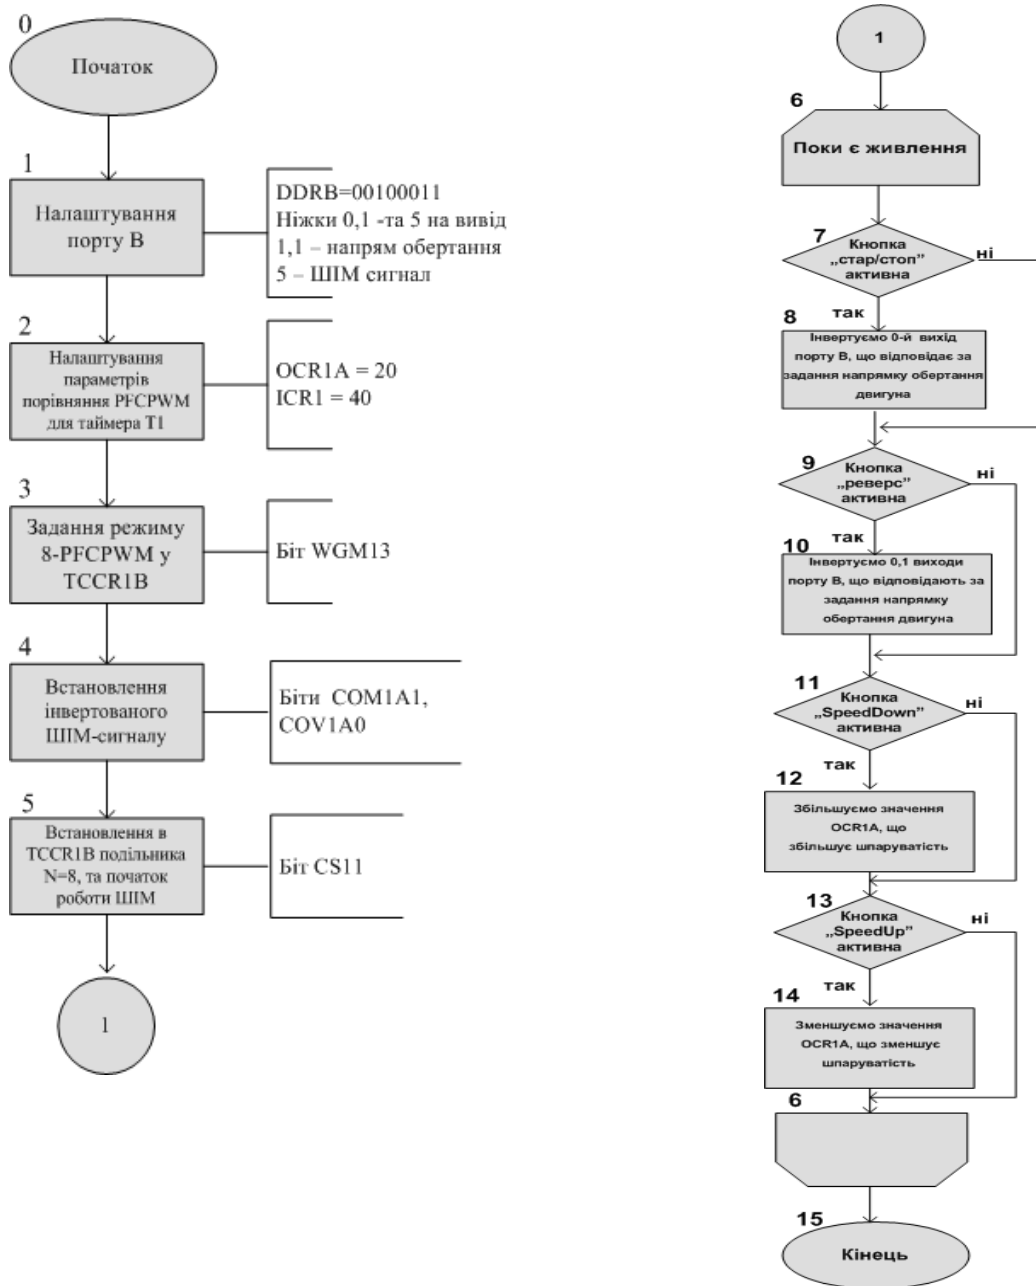 0
Початок
1
Налаштування
порту В
DDRB=00100011
Ніжки 0,1 -та 5 на вивід
1,1 – напрям обертання
5 – ШІМ сигнал
2
Налаштування
параметрів
порівняння PFCPWM
для таймера Т1
OCR1A = 20
ICR1 = 40
3
Задання режиму
8-PFCPWM у
TCCR1B
Біт WGM13
4
Встановлення
інвертованого
ШІМ-сигналу
Біти COM1A1,
COV1A0
5
Встановлення в
TCCR1B подільника
N=8, та початок
роботи ШІМ
Біт CS11
1
1
6
Поки є живлення
7
Кнопка
„стар/стоп”
активна
ні
так
8
Інвертуємо 0-й вихід
порту В, що відповідає за
задання напрямку обертання
двигуна
9
Кнопка
„реверс”
активна
ні
так
10
Інвертуємо 0,1 виходи
порту В, що відповідають за
задання напрямку
обертання двигуна
11
Кнопка
„SpeedDown”
активна
ні
так
12
Збільшуємо значення
OCR1A, що
збільшує шпаруватість
13
Кнопка
„SpeedUp”
активна
ні
так
14
Зменшуємо значення
OCR1A, що зменшує
шпаруватість
6
15
Кінець